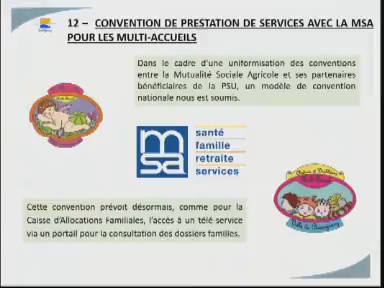 12 – CONVENTION DE PRESTATION DE SERVICES AVEC LA MSA
POUR LES MULTI-ACCUEILS
Dans le cadre d'une uniformisation des conventions
entre la Mutualité Sociale Agricole et ses partenaires
bénéficiaires de la PSU, un modèle de convention
nationale nous est soumis.
msa
santé
famille
retraite
services
Cette convention prévoit désormais, comme pour la
Caisse d'Allocations Familiales, l'accès à un télé service
via un portail pour la consultation des dossiers familles.